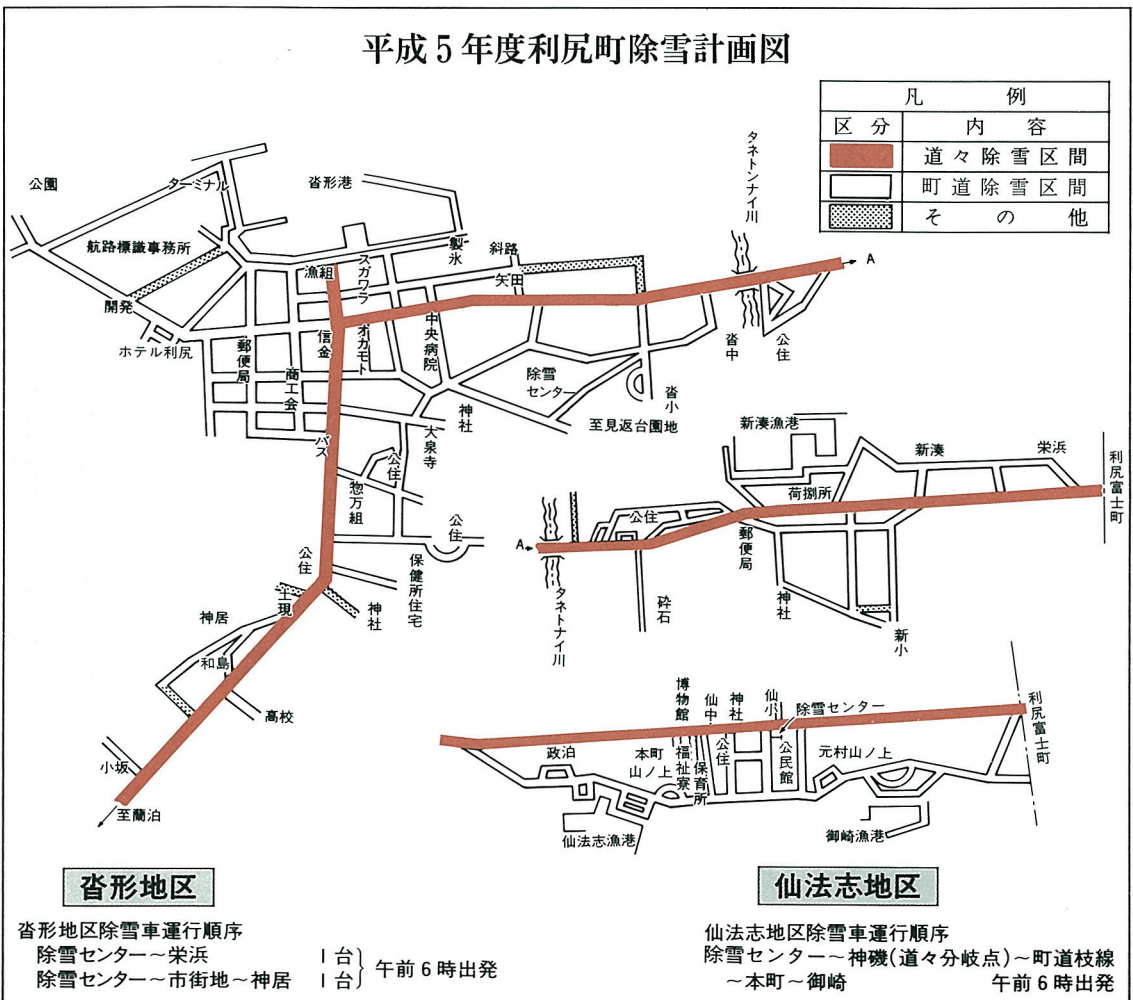 平成5年度利尻町除雪計画図
凡 例
区 分 内 容
道々除雪区間
町道除雪区間
そ の 他
公園
ターミナル
沓形港
タネトンナイ川
航路標識事務所
漁組
スガワラ
製氷
斜路
矢田
A
開発
ホテル利尻
郵便局
商工会
信金
オカモト
中央病院
沓中
公住
除雪
センター
沓小
至見返台園地
神社
大泉寺
バス
公住
惣万組
公住
保健所住宅
公住
土現
神社
神居
和島
高校
小坂
至蘭泊
新湊漁港
新湊
栄浜
利尻富士町
荷捌所
公住
A
郵便局
タネトナイ川
砕石
神社
新小
博物館
仙中
神社
仙小
除雪センター
利尻富士町
政泊
本町
山ノ上
福祉寮
保育所
公住
公民館
元村山ノ上
仙法志漁港
御崎漁港
沓形地区
沓形地区除雪車運行順序
除雪センター~栄浜 1台
除雪センター~市街地~神居 1台
午前6時出発
仙法志地区
仙法志地区除雪車運行順序
除雪センター~神磯(道々分岐点)~町道枝線
~本町~御崎 午前6時出発